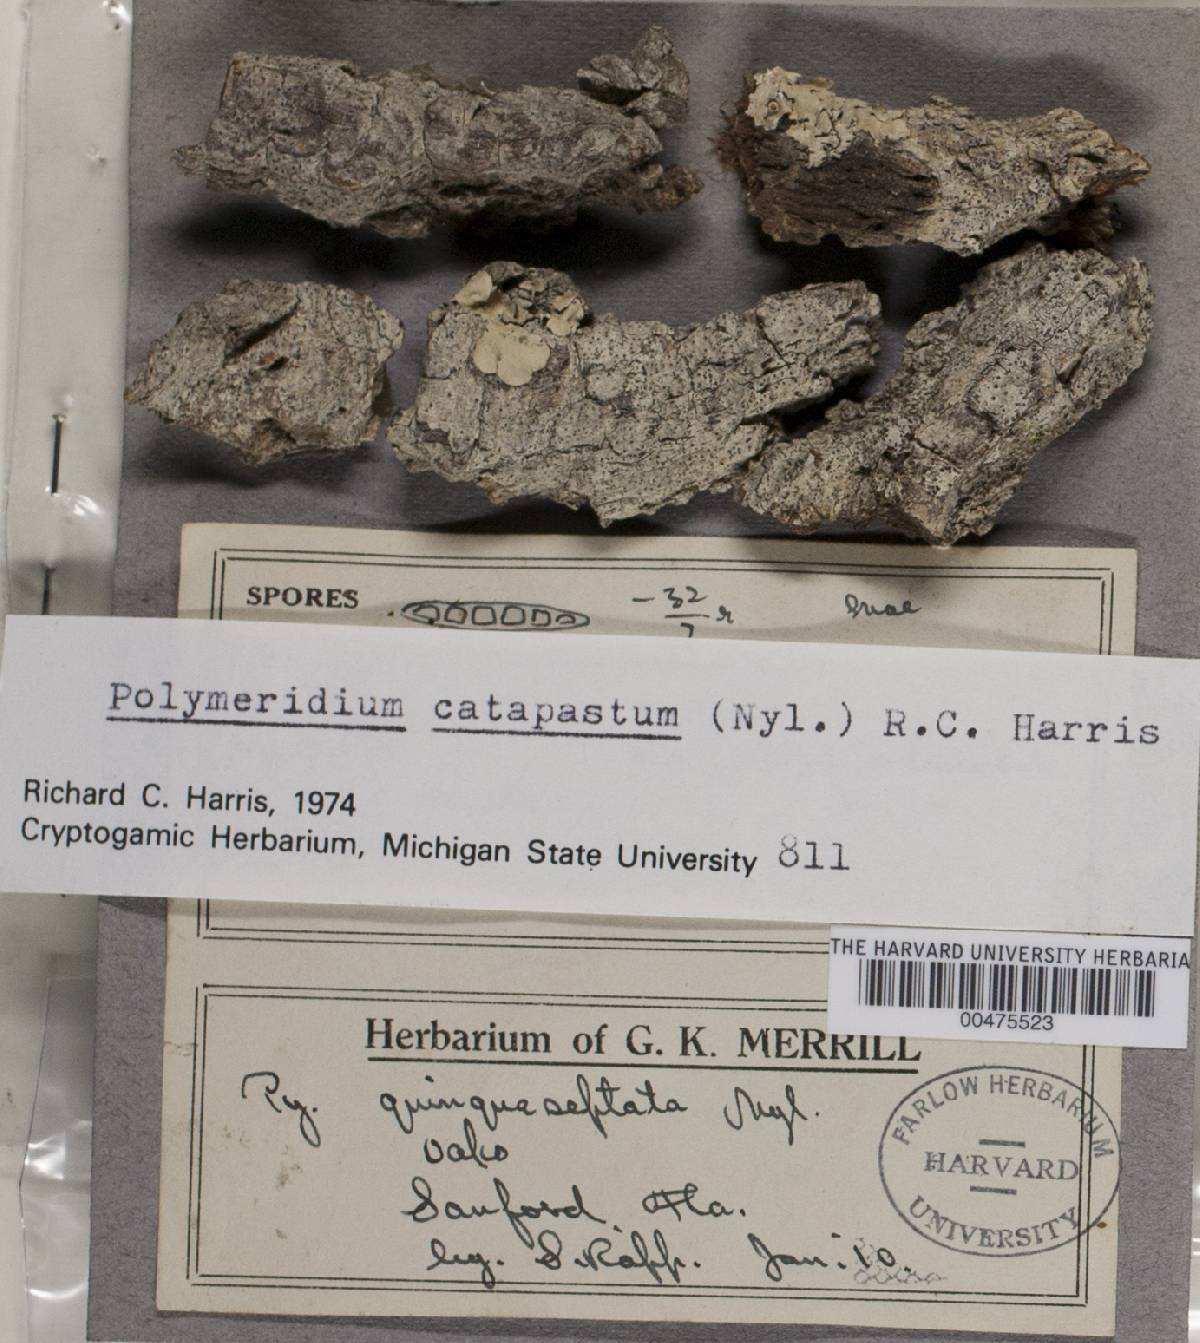 SPORES
-32
7
Polymeridium catapastum (Nyl.) R.C. Harris
Richard C. Harris, 1974
Cryptogamic Herbarium, Michigan State University 811
THE HARVARD UNIVERSITY HERBARIA
00475523
Herbarium of G. K. MERRILL
Py. quinqueseptata Nyl.
oaks
Sanford, Fla.
leg. S. Rapp. Jan. 10.
FARLOW HERBARIUM
HARVARD
UNIVERSITY